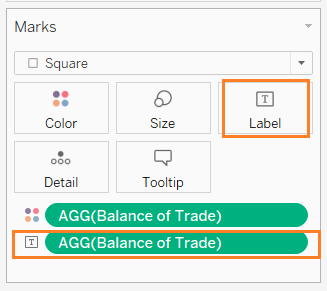 Marks
Square
Color
Size
T
Label
Detail
Tooltip
AGG(Balance of Trade)
T
AGG(Balance of Trade)